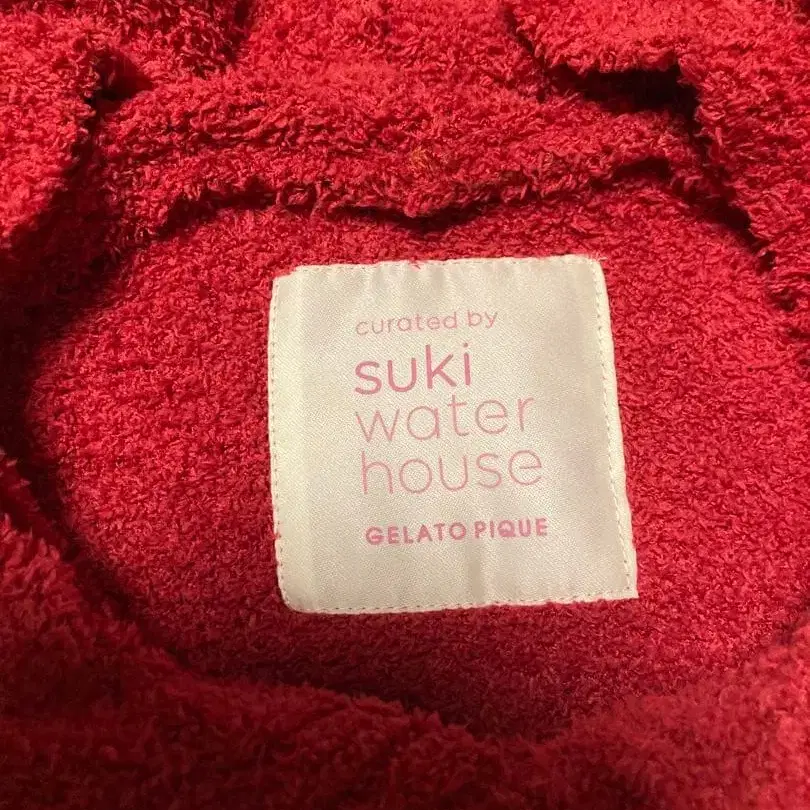 curated by
suki
water
house
GELATO PIQUE